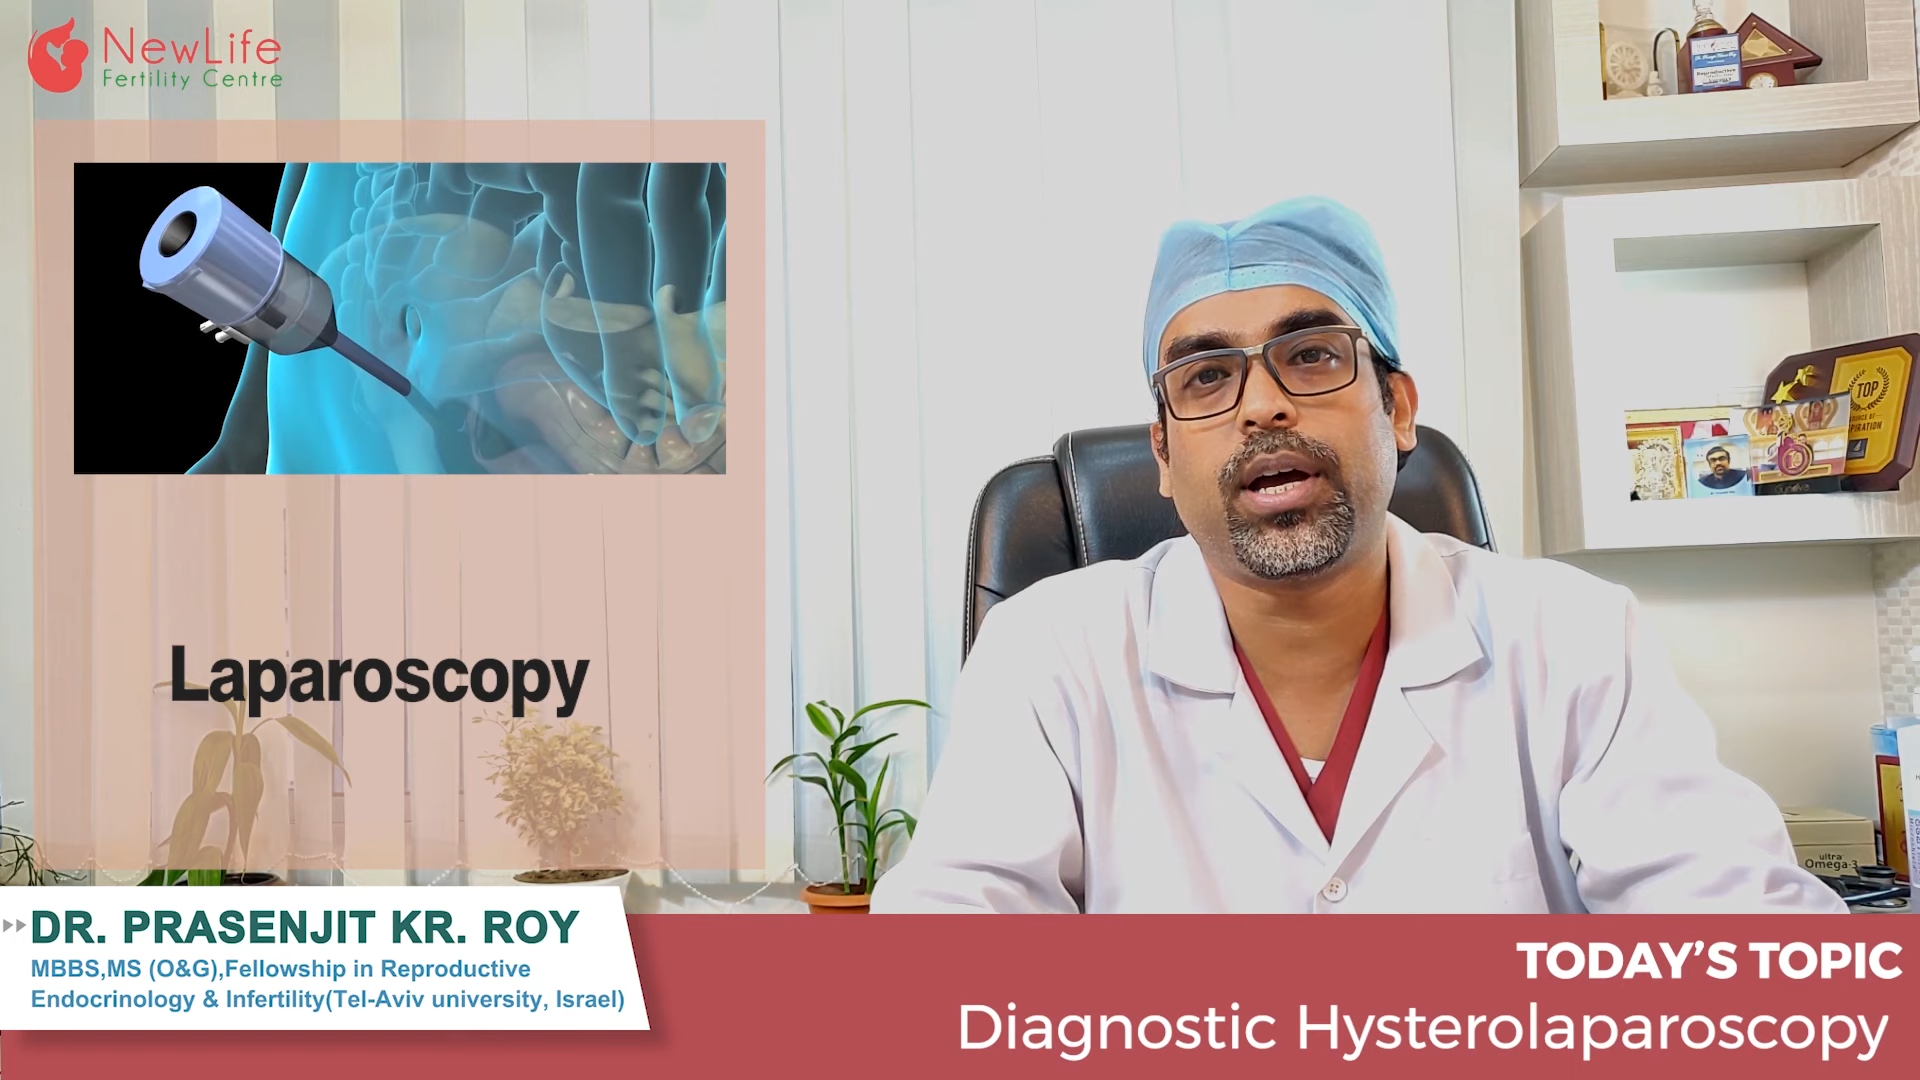 NewLife
Fertility Centre
TOP
Laparoscopy
ultra
Omega-3
DR. PRASENJIT KR. ROY
MBBS,MS (O&G),Fellowship in Reproductive
Endocrinology & Infertility(Tel-Aviv university, Israel)
TODAY'S TOPIC
Diagnostic Hysterolaparoscopy